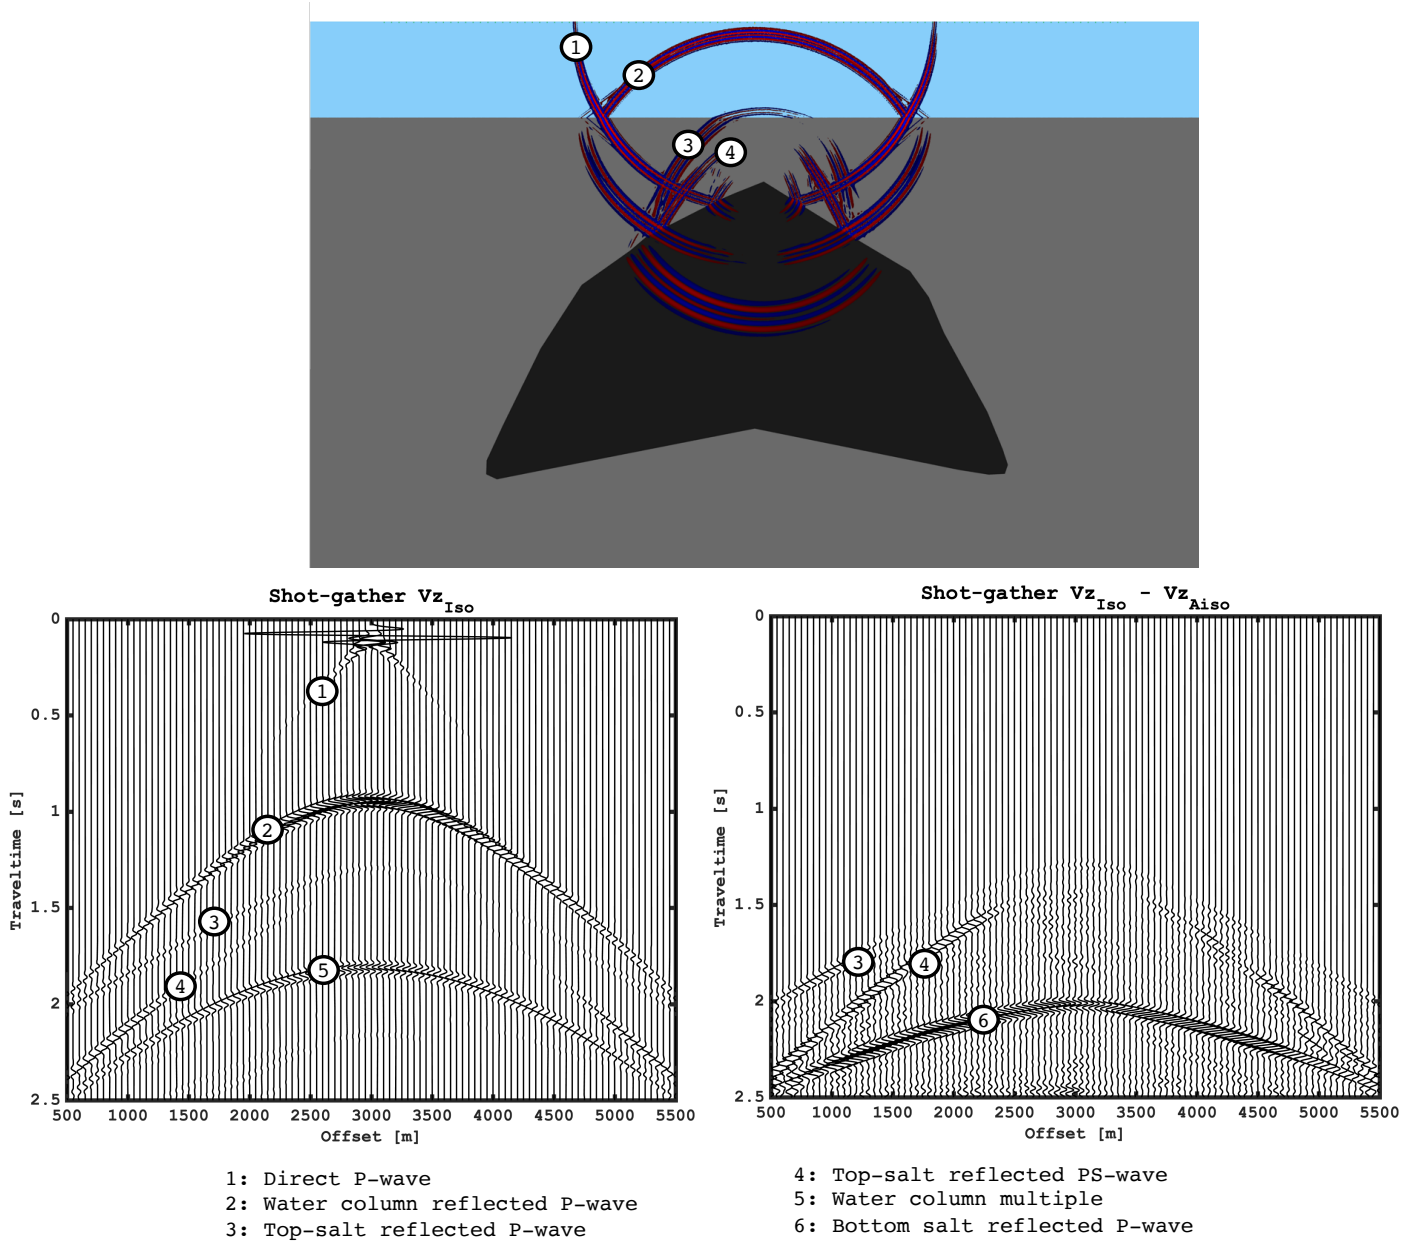 1
2
3
4
Shot-gather Vz_Iso
0
0.5
1
1.5
2
2.5
Traveltime [s]
1
2
3
4
5
500 1000 1500 2000 2500 3000 3500 4000 4500 5000 5500
Offset [m]
Shot-gather Vz_Iso - Vz_Aiso
0
0.5
1
1.5
2
2.5
Traveltime [s]
3
4
6
500 1000 1500 2000 2500 3000 3500 4000 4500 5000 5500
Offset [m]
1: Direct P-wave
2: Water column reflected P-wave
3: Top-salt reflected P-wave
4: Top-salt reflected PS-wave
5: Water column multiple
6: Bottom salt reflected P-wave